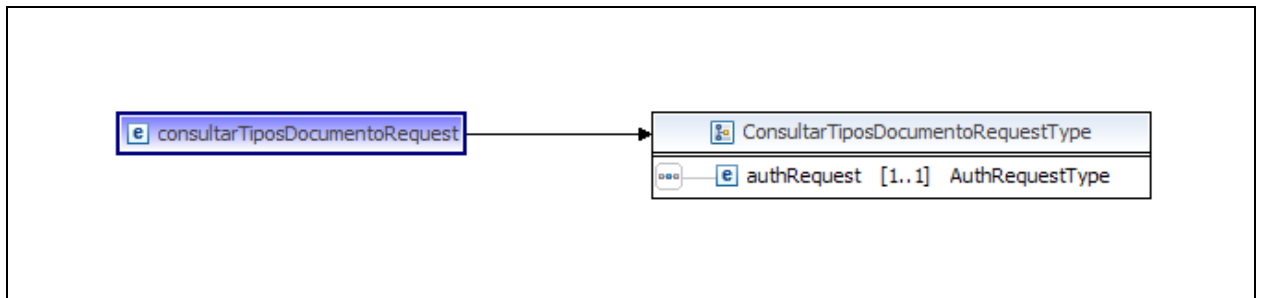 e consultarTiposDocumentoRequest
ConsultarTiposDocumentoRequestType
e authRequest [1..1] AuthRequestType